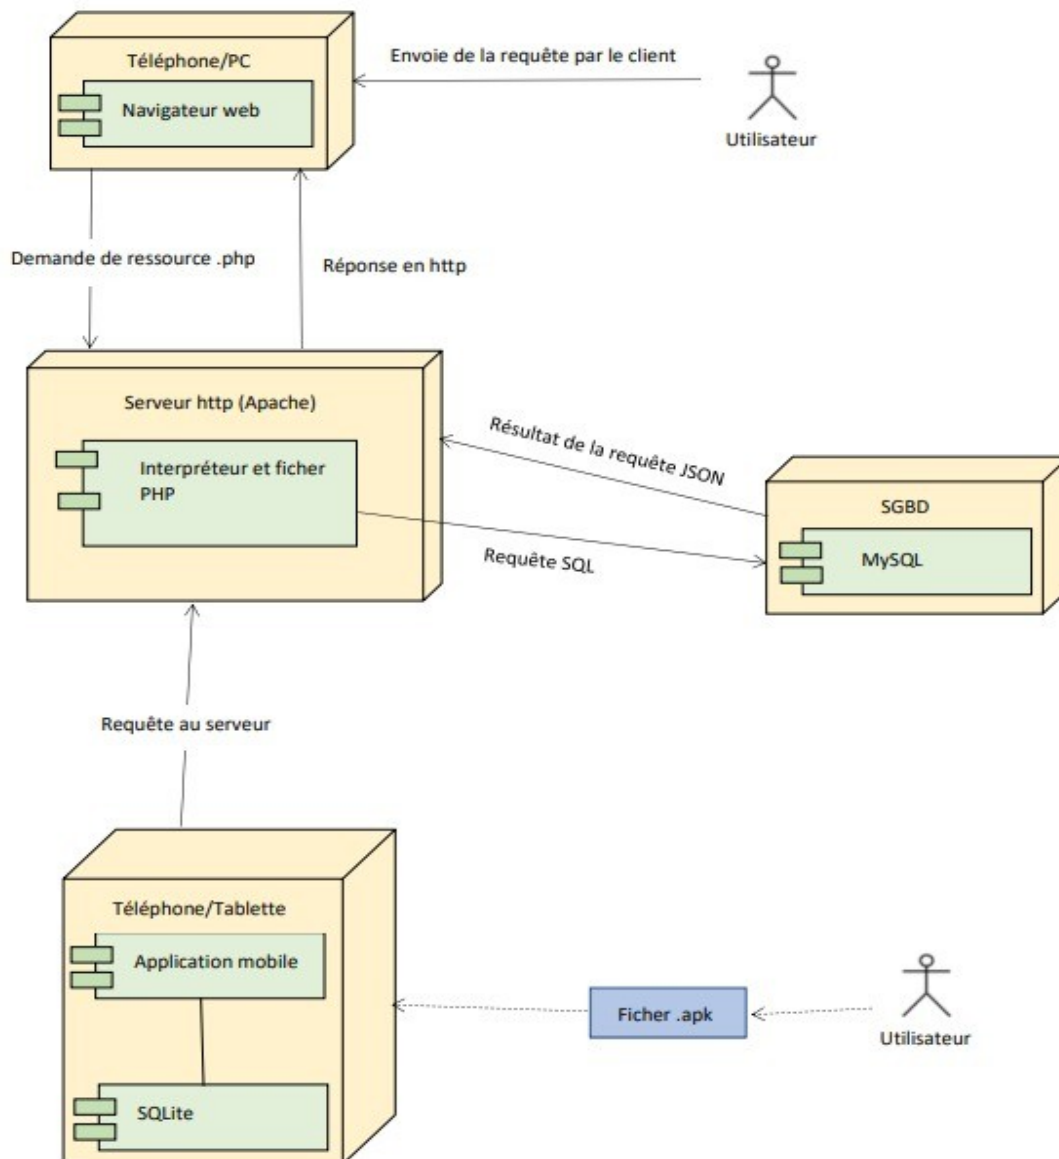 Téléphone/PC
Navigateur web
Envoie de la requête par le client
Utilisateur
Demande de ressource .php
Réponse en http
Serveur http (Apache)
Interpréteur et ficher
PHP
Résultat de la requête JSON
Requête SQL
SGBD
MySQL
Requête au serveur
Téléphone/Tablette
Application mobile
SQLite
Ficher .apk
Utilisateur